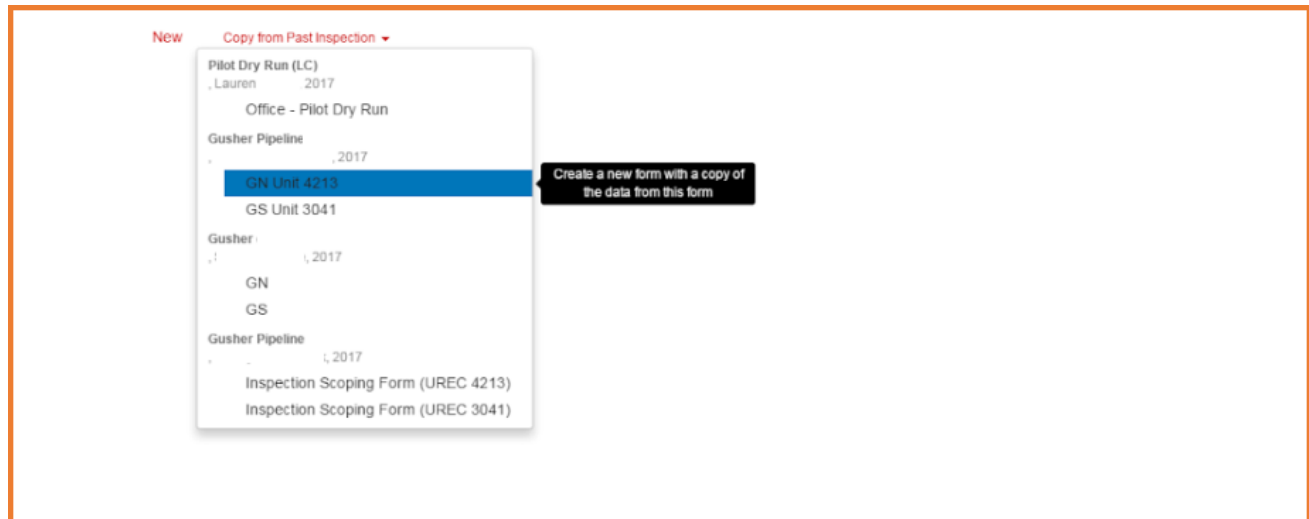 New Copy from Past Inspection
Pilot Dry Run (LC)
, Lauren 2017
Office - Pilot Dry Run
Gusher Pipeline
, , 2017
GN Unit 4213
Create a new form with a copy of
the data from this form
GS Unit 3041
Gusher
, , 2017
GN
GS
Gusher Pipeline
, , 2017
Inspection Scoping Form (UREC 4213)
Inspection Scoping Form (UREC 3041)